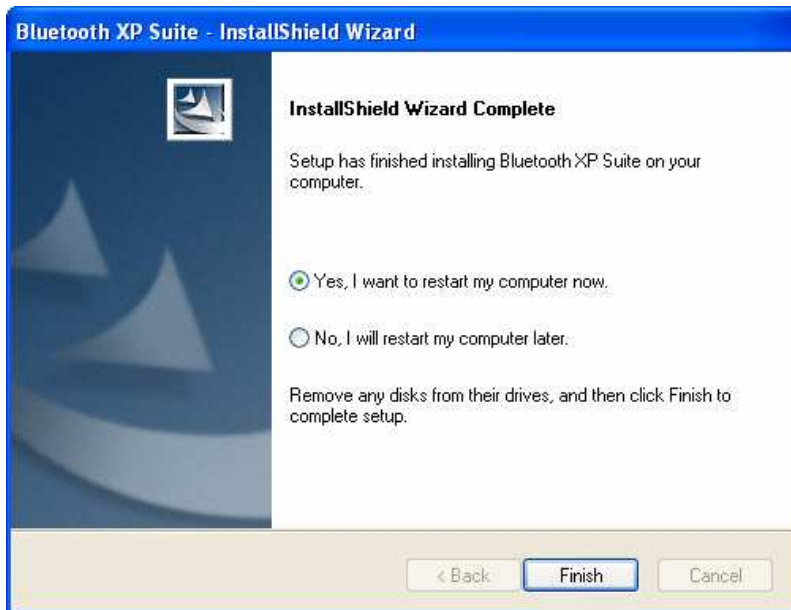 Bluetooth XP Suite - InstallShield Wizard
InstallShield Wizard Complete
Setup has finished installing Bluetooth XP Suite on your
computer.
Yes, I want to restart my computer now.
No, I will restart my computer later.
Remove any disks from their drives, and then click Finish to
complete setup.
< Back Finish Cancel